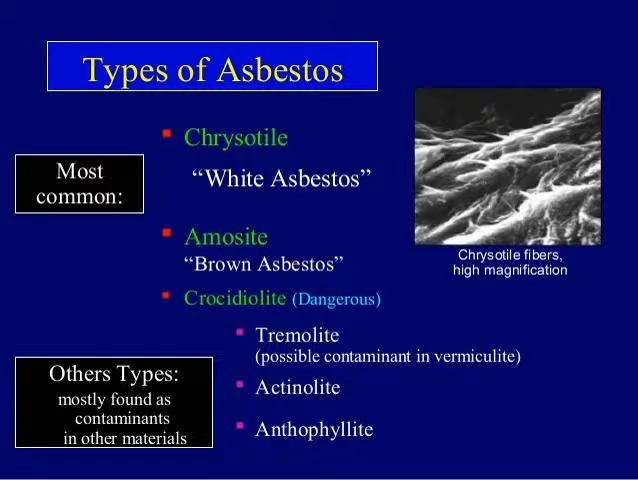 Types of Asbestos
Most
common:
Chrysotile
“White Asbestos”
Amosite
“Brown Asbestos”
Crocidiolite (Dangerous)
Chrysotile fibers,
high magnification
Others Types:
mostly found as
contaminants
in other materials
Tremolite
(possible contaminant in vermiculite)
Actinolite
Anthophyllite